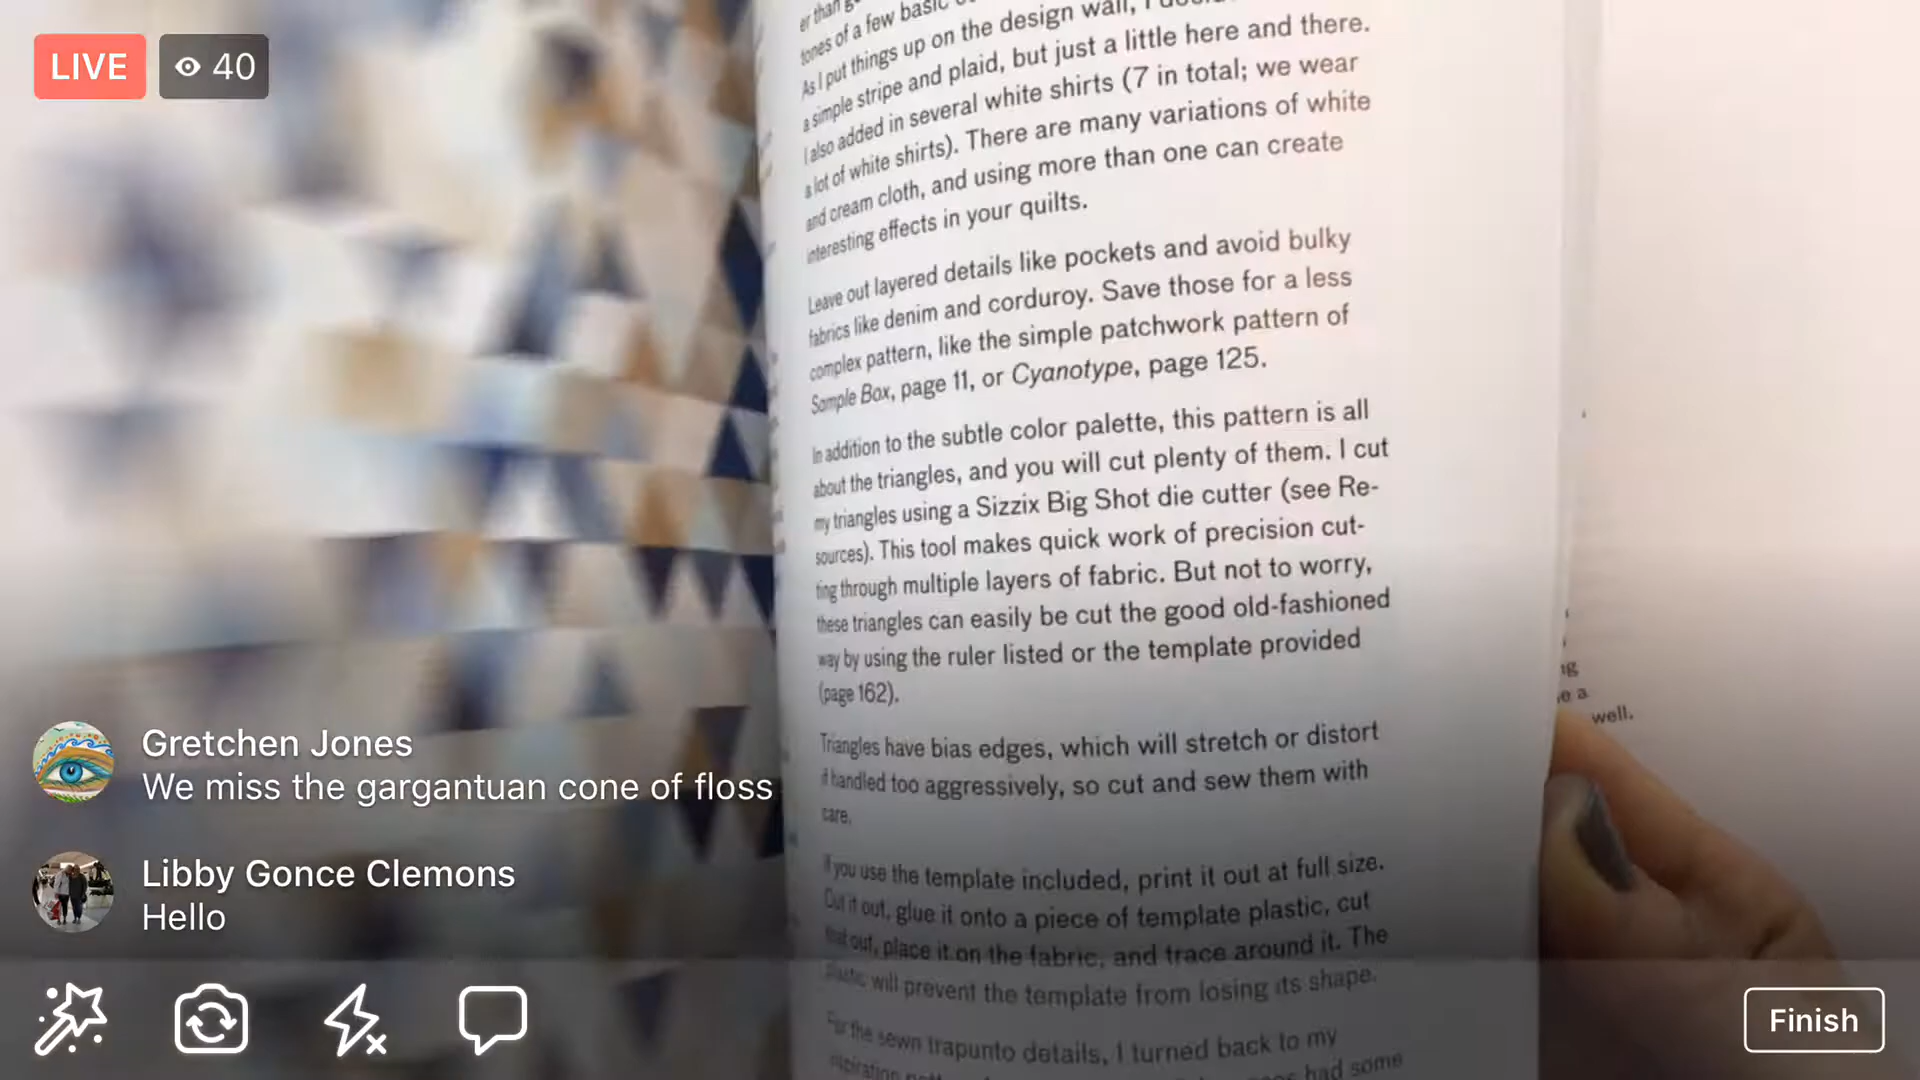 LIVE
40
er than
tones of a few basic
As I put things up on the design wall, I
a simple stripe and plaid, but just a little here and there.
I also added in several white shirts (7 in total; we wear
a lot of white shirts). There are many variations of white
and cream cloth, and using more than one can create
interesting effects in your quilts.
Leave out layered details like pockets and avoid bulky
fabrics like denim and corduroy. Save those for a less
complex pattern, like the simple patchwork pattern of
Sample Box, page 11, or Cyanotype, page 125.
In addition to the subtle color palette, this pattern is all
about the triangles, and you will cut plenty of them. I cut
my triangles using a Sizzix Big Shot die cutter (see Re-
sources). This tool makes quick work of precision cut-
ting through multiple layers of fabric. But not to worry,
these triangles can easily be cut the good old-fashioned
way by using the ruler listed or the template provided
(page 162).
Triangles have bias edges, which will stretch or distort
if handled too aggressively, so cut and sew them with
care.
If you use the template included, print it out at full size.
Cut it out, glue it onto a piece of template plastic, cut
that out, place it on the fabric, and trace around it. The
plastic will prevent the template from losing its shape.
For the sewn trapunto details, I turned back to my
had some
e a
well.
Gretchen Jones
We miss the gargantuan cone of floss
Libby Gonce Clemons
Hello
Finish